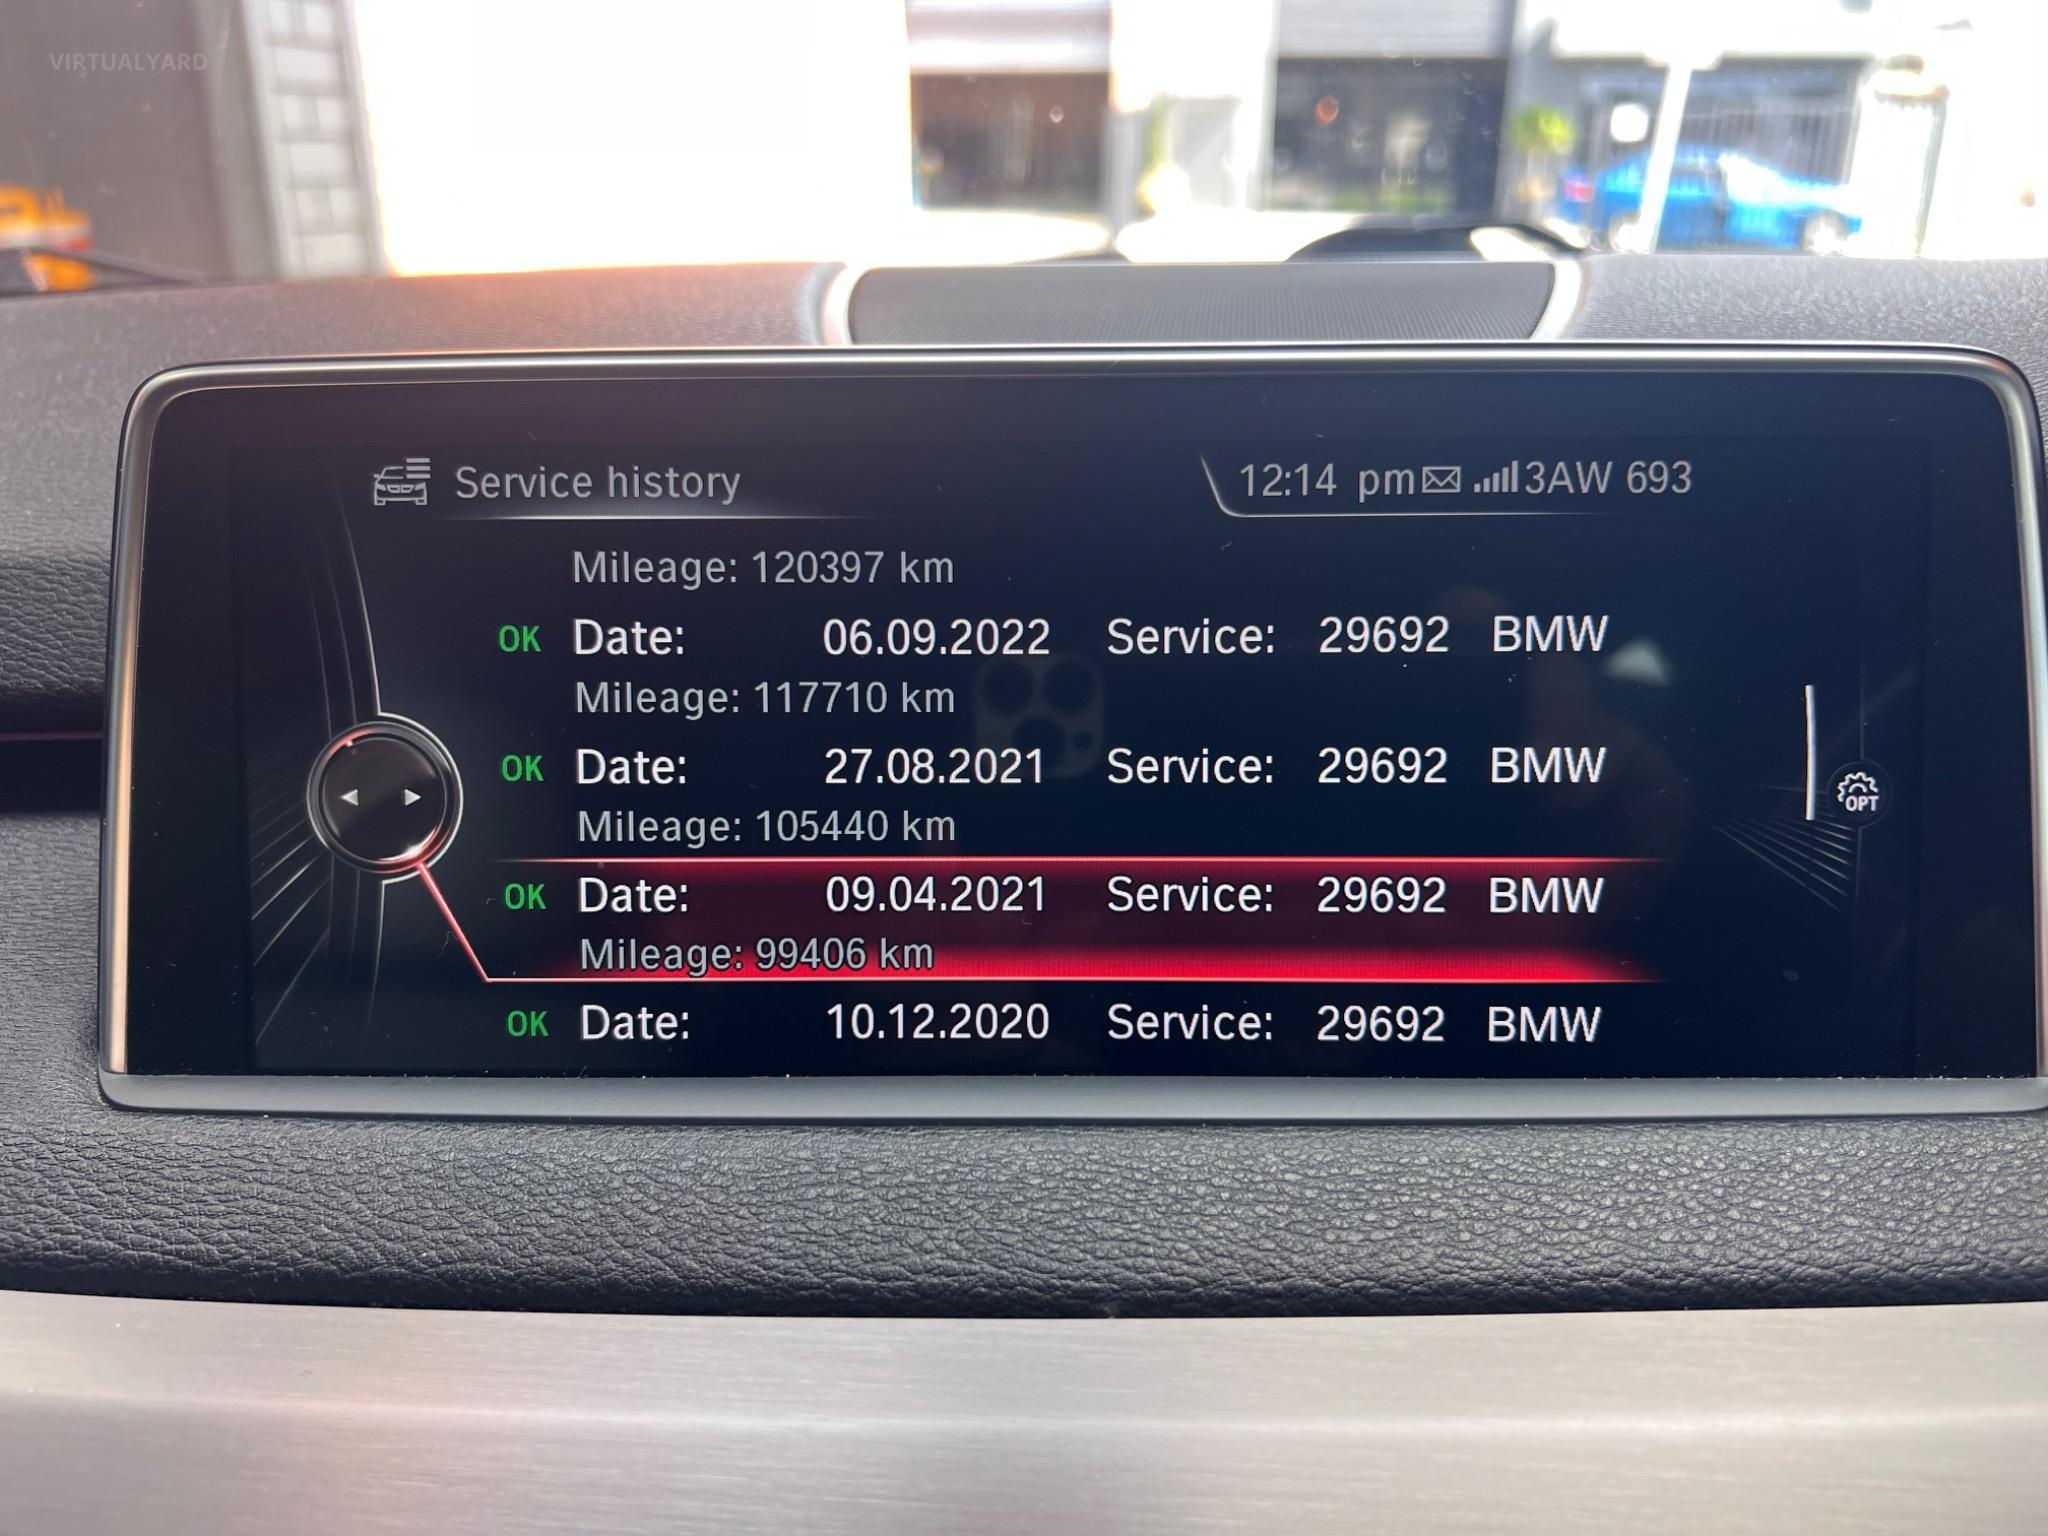 VIRTUALYARD
Service history
12:14 pm 3AW 693
Mileage: 120397 km
OK Date: 06.09.2022 Service: 29692 BMW
Mileage: 117710 km
OK Date: 27.08.2021 Service: 29692 BMW
Mileage: 105440 km
OK Date: 09.04.2021 Service: 29692 BMW
Mileage: 99406 km
OK Date: 10.12.2020 Service: 29692 BMW
OPT